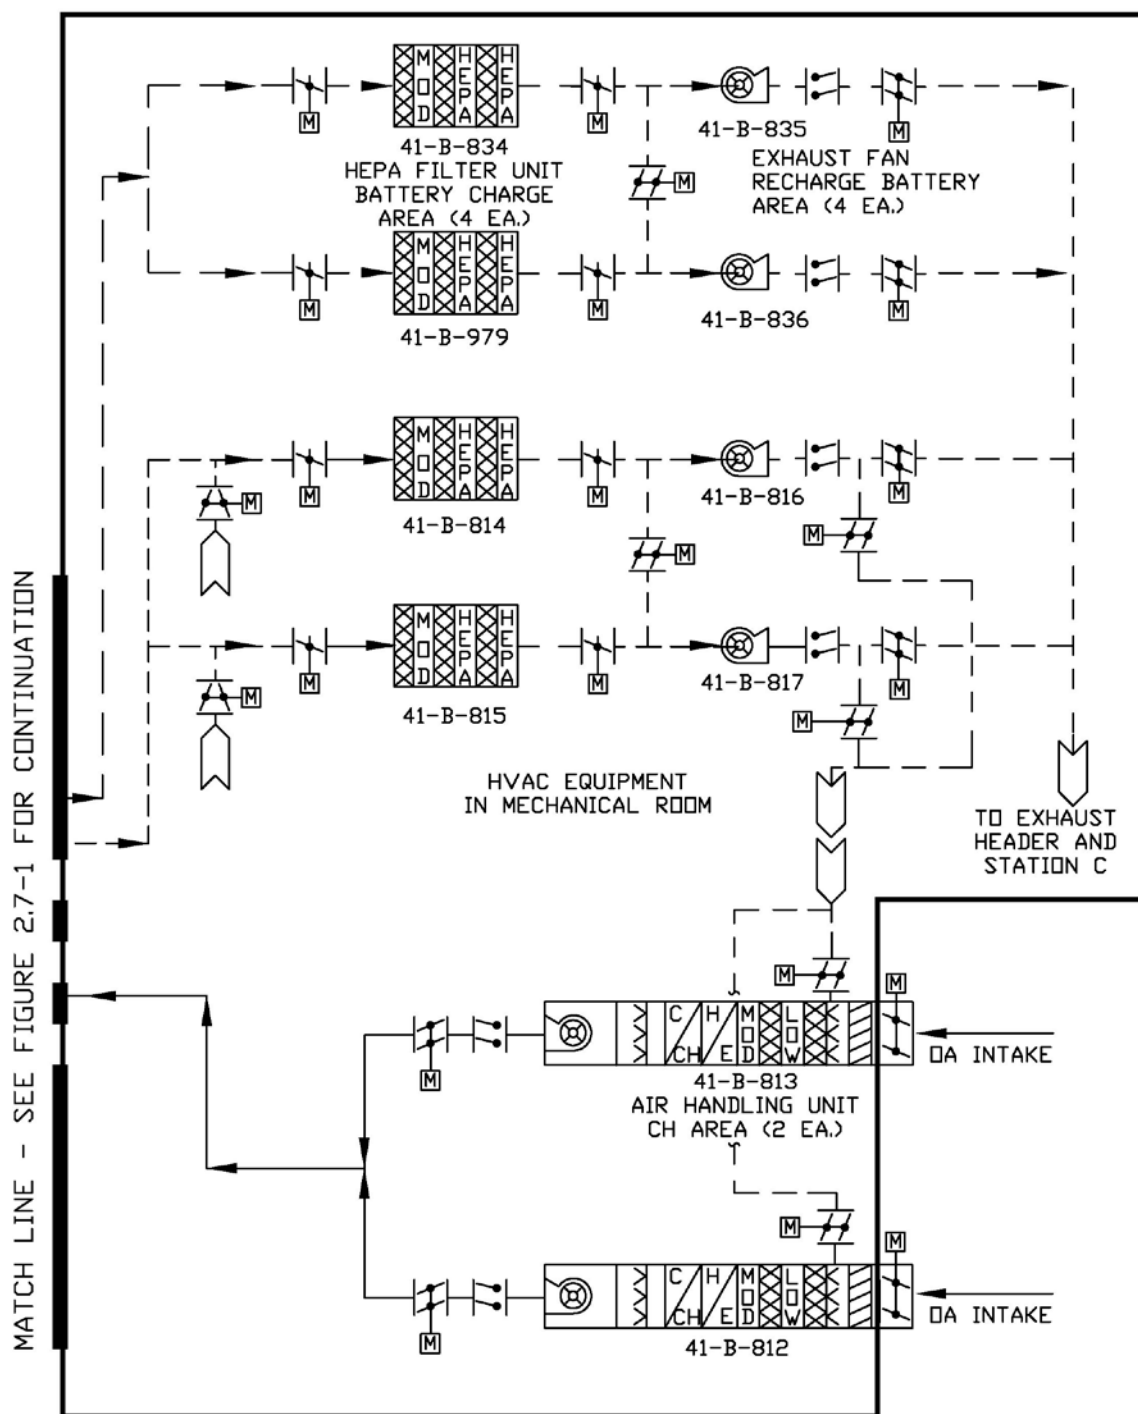 M
O
D
H
E
P
A
H
E
P
A
M
M
M
41-B-834
HEPA FILTER UNIT
BATTERY CHARGE
AREA (4 EA.)
41-B-835
EXHAUST FAN
RECHARGE BATTERY
AREA (4 EA.)
M
M
O
D
H
E
P
A
H
E
P
A
M
M
M
41-B-979
41-B-836
M
O
D
H
E
P
A
H
E
P
A
M
M
M
M
41-B-814
41-B-816
M
M
M
O
D
H
E
P
A
H
E
P
A
M
M
M
M
41-B-815
41-B-817
M
HVAC EQUIPMENT
IN MECHANICAL ROOM
TO EXHAUST
HEADER AND
STATION C
MATCH LINE - SEE FIGURE 2.7-1 FOR CONTINUATION
M
M
C
CH
H
E
M
O
D
L
O
W
OA INTAKE
M
41-B-813
AIR HANDLING UNIT
CH AREA (2 EA.)
M
M
C
CH
H
E
M
O
D
L
O
W
OA INTAKE
M
41-B-812